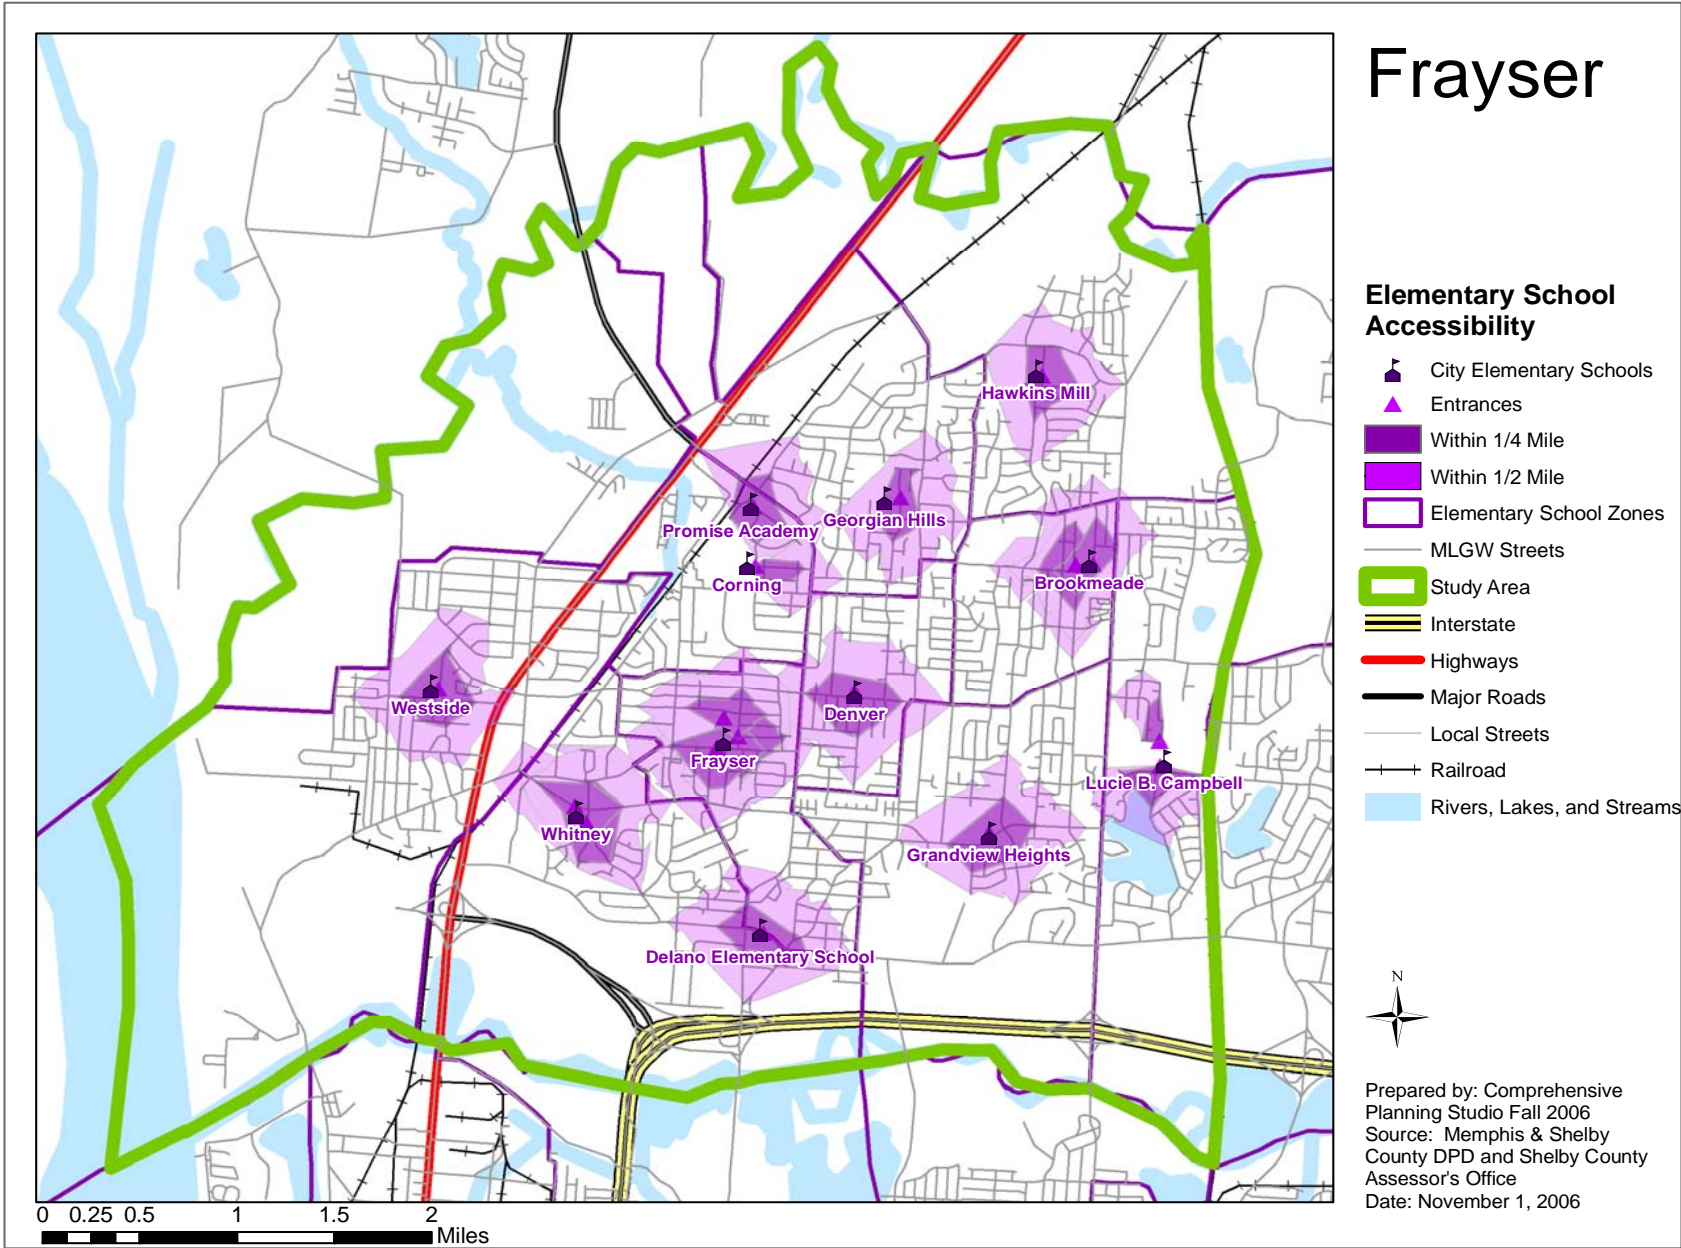 Frayser
Elementary School
Accessibility
City Elementary Schools
Entrances
Within 1/4 Mile
Within 1/2 Mile
Elementary School Zones
MLGW Streets
Study Area
Interstate
Highways
Major Roads
Local Streets
Railroad
Rivers, Lakes, and Streams
Hawkins Mill
Promise Academy
Georgian Hills
Corning
Brookmeade
Westside
Denver
Frayser
Lucie B. Campbell
Whitney
Grandview Heights
Delano Elementary School
N
Prepared by: Comprehensive
Planning Studio Fall 2006
Source: Memphis & Shelby
County DPD and Shelby County
Assessor's Office
Date: November 1, 2006
0 0.25 0.5 1 1.5 2
Miles